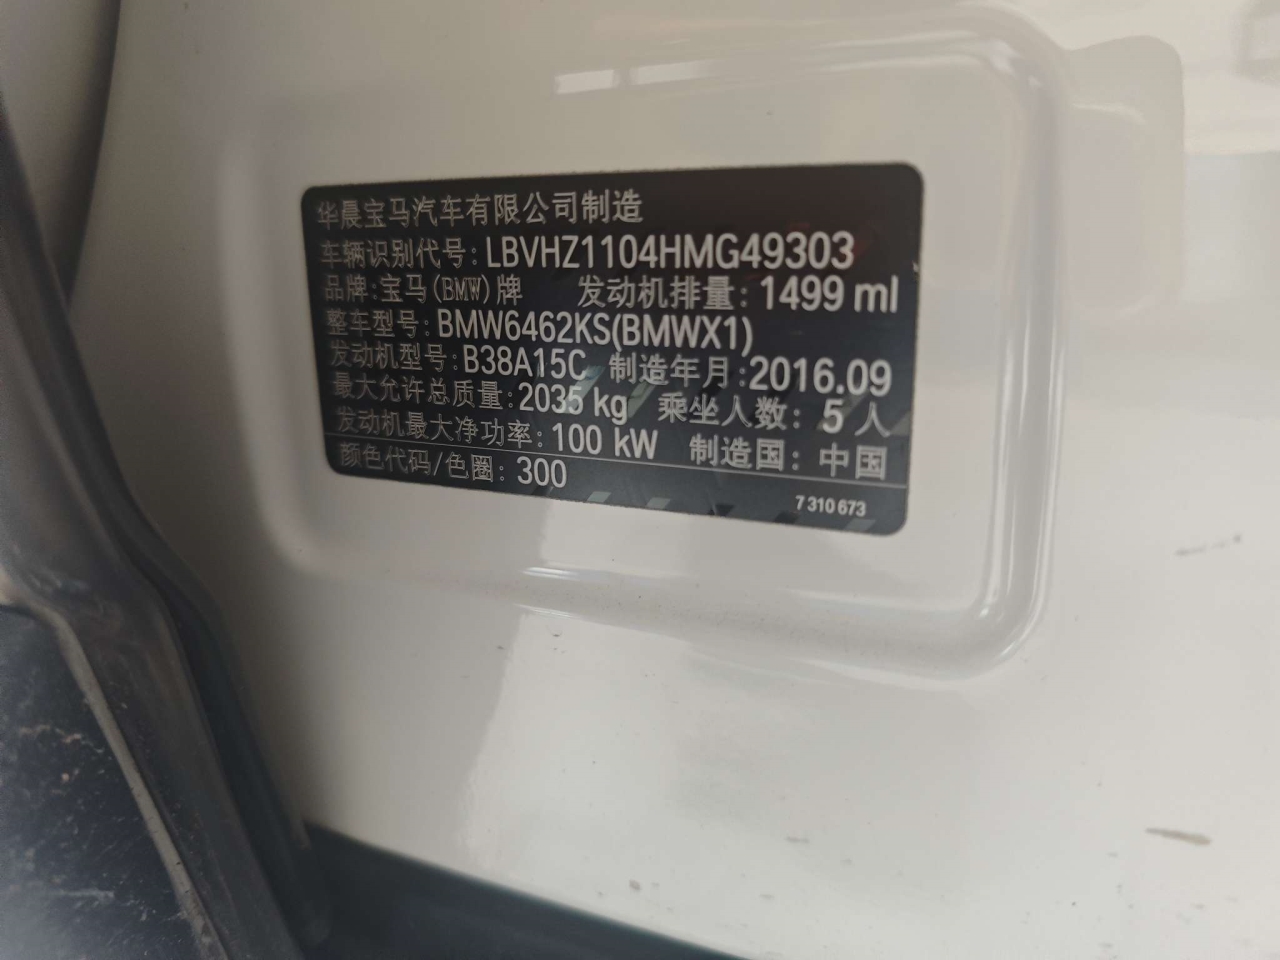 华晨宝马汽车有限公司制造
车辆识别代号：LBVHZ1104HMG49303
品牌：宝马(BMW)牌 发动机排量：1499 ml
整车型号：BMW6462KS(BMWX1)
发动机型号：B38A15C 制造年月：2016.09
最大允许总质量：2035 kg 乘坐人数：5 人
发动机最大净功率：100 kW 制造国：中国
颜色代码/色圈：300
7 310 673